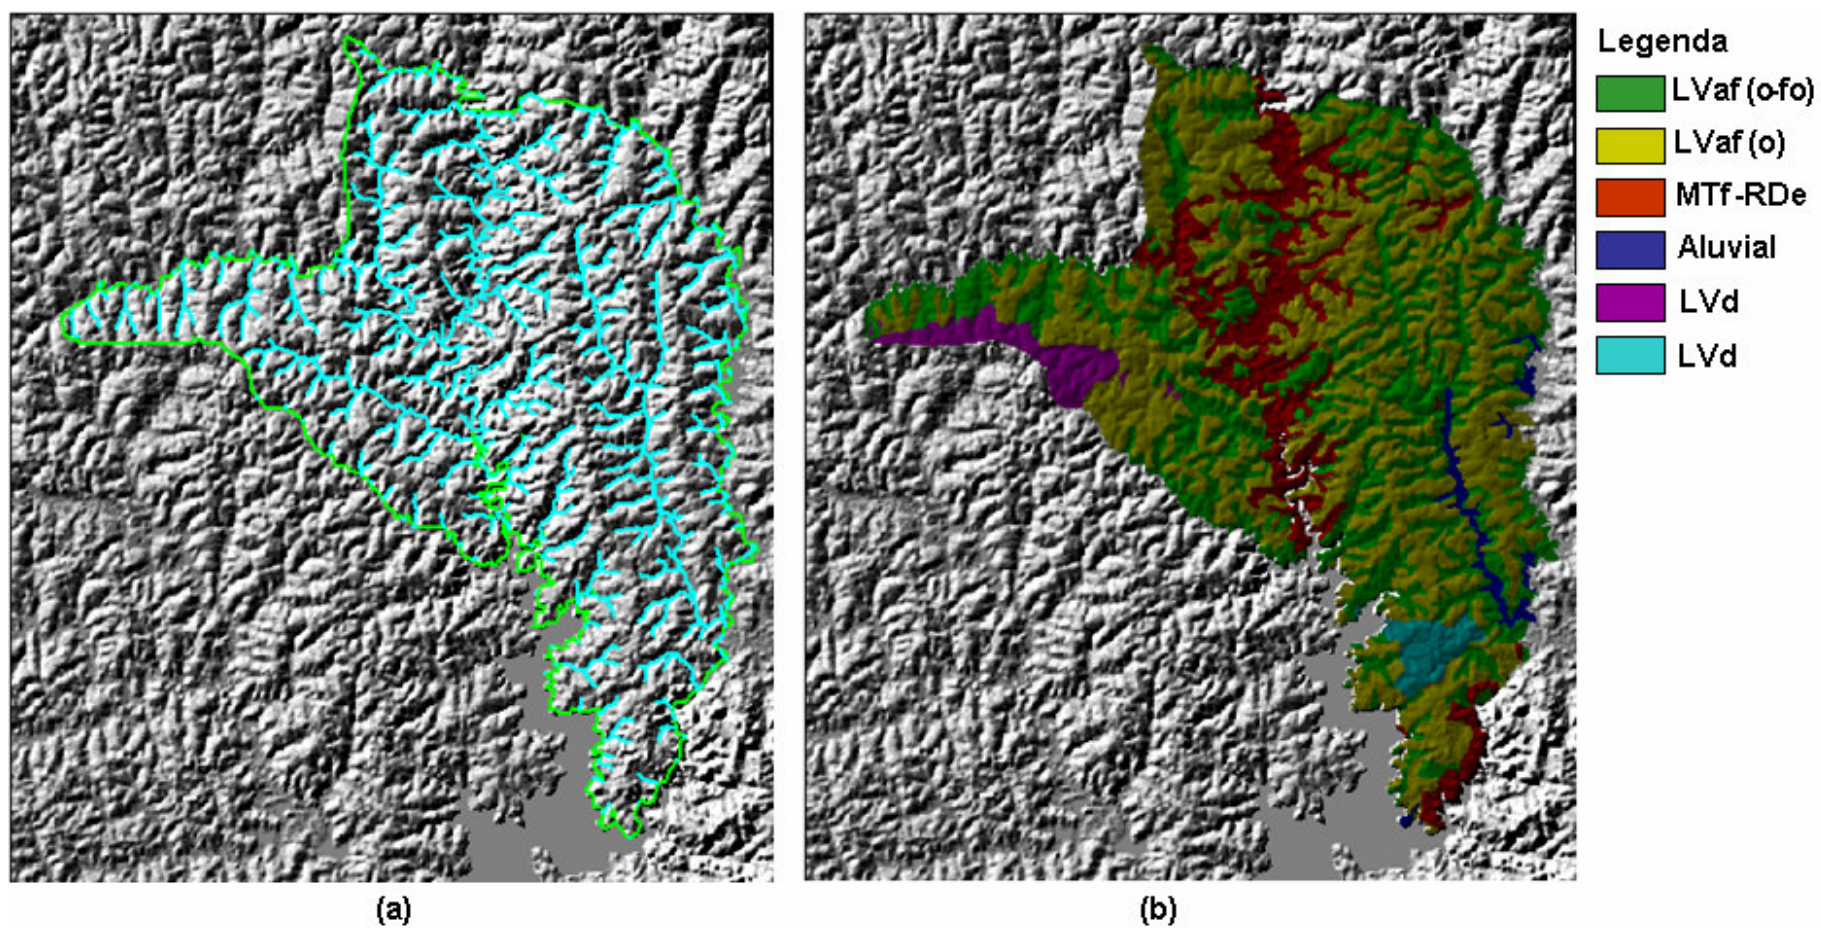 Legenda
LVaf (o-fo)
LVaf (o)
MTf-RDe
Aluvial
LVd
LVd
(a)
(b)